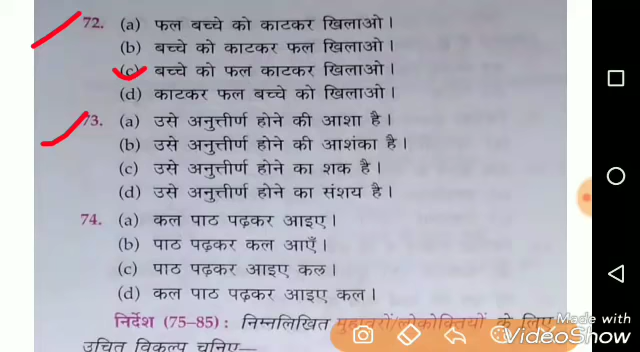 72. (a) फल बच्चे को काटकर खिलाओ।
(b) बच्चे को काटकर फल खिलाओ।
(c) बच्चे को फल काटकर खिलाओ।
(d) काटकर फल बच्चे को खिलाओ।
73. (a) उसे अनुत्तीर्ण होने की आशा है।
(b) उसे अनुत्तीर्ण होने की आशंका है।
(c) उसे अनुत्तीर्ण होने का शक है।
(d) उसे अनुत्तीर्ण होने का संशय है।
74. (a) कल पाठ पढ़कर आइए।
(b) पाठ पढ़कर कल आएँ।
(c) पाठ पढ़कर आइए कल।
(d) कल पाठ पढ़कर आइए कल।
निर्देश (75–85) : निम्नलिखित मुहावरों/लोकोक्तियों के लिए
उचित विकल्प चुनिए—
Made with
VideoShow